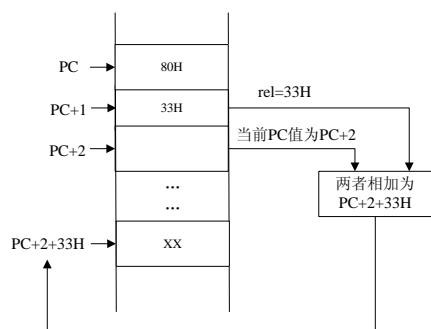 PC
80H
PC+1
33H
rel=33H
PC+2
当前PC值为PC+2
...
...
两者相加为
PC+2+33H
PC+2+33H
XX